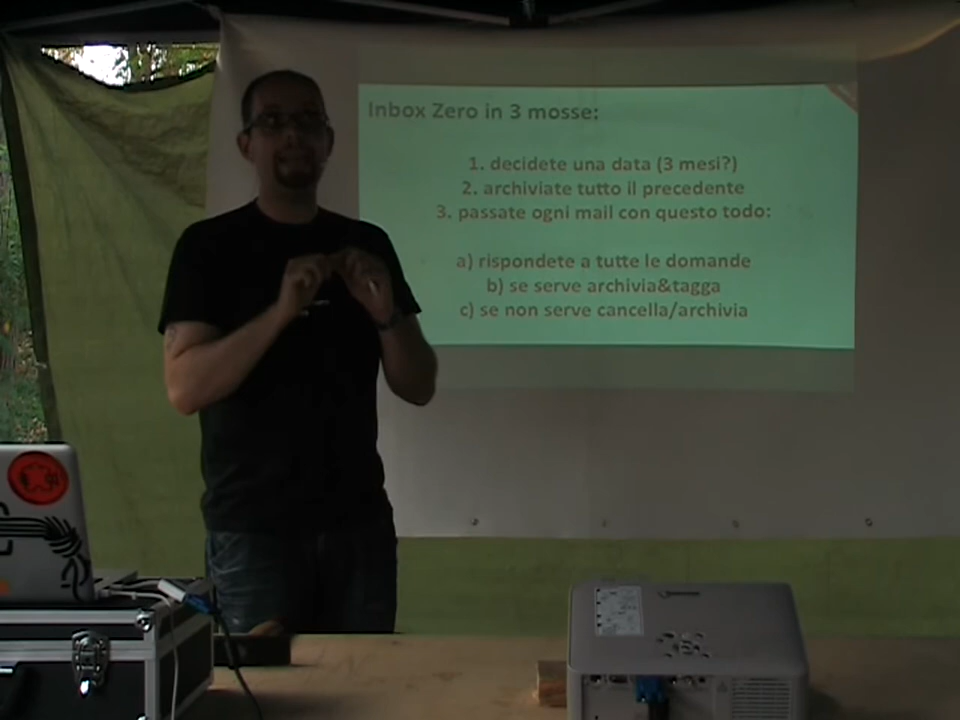 Inbox Zero in 3 mosse:
1. decidete una data (3 mesi?)
2. archiviate tutto il precedente
3. passate ogni mail con questo todo:
a) rispondete a tutte le domande
b) se serve archivia&tagga
c) se non serve cancella/archivia